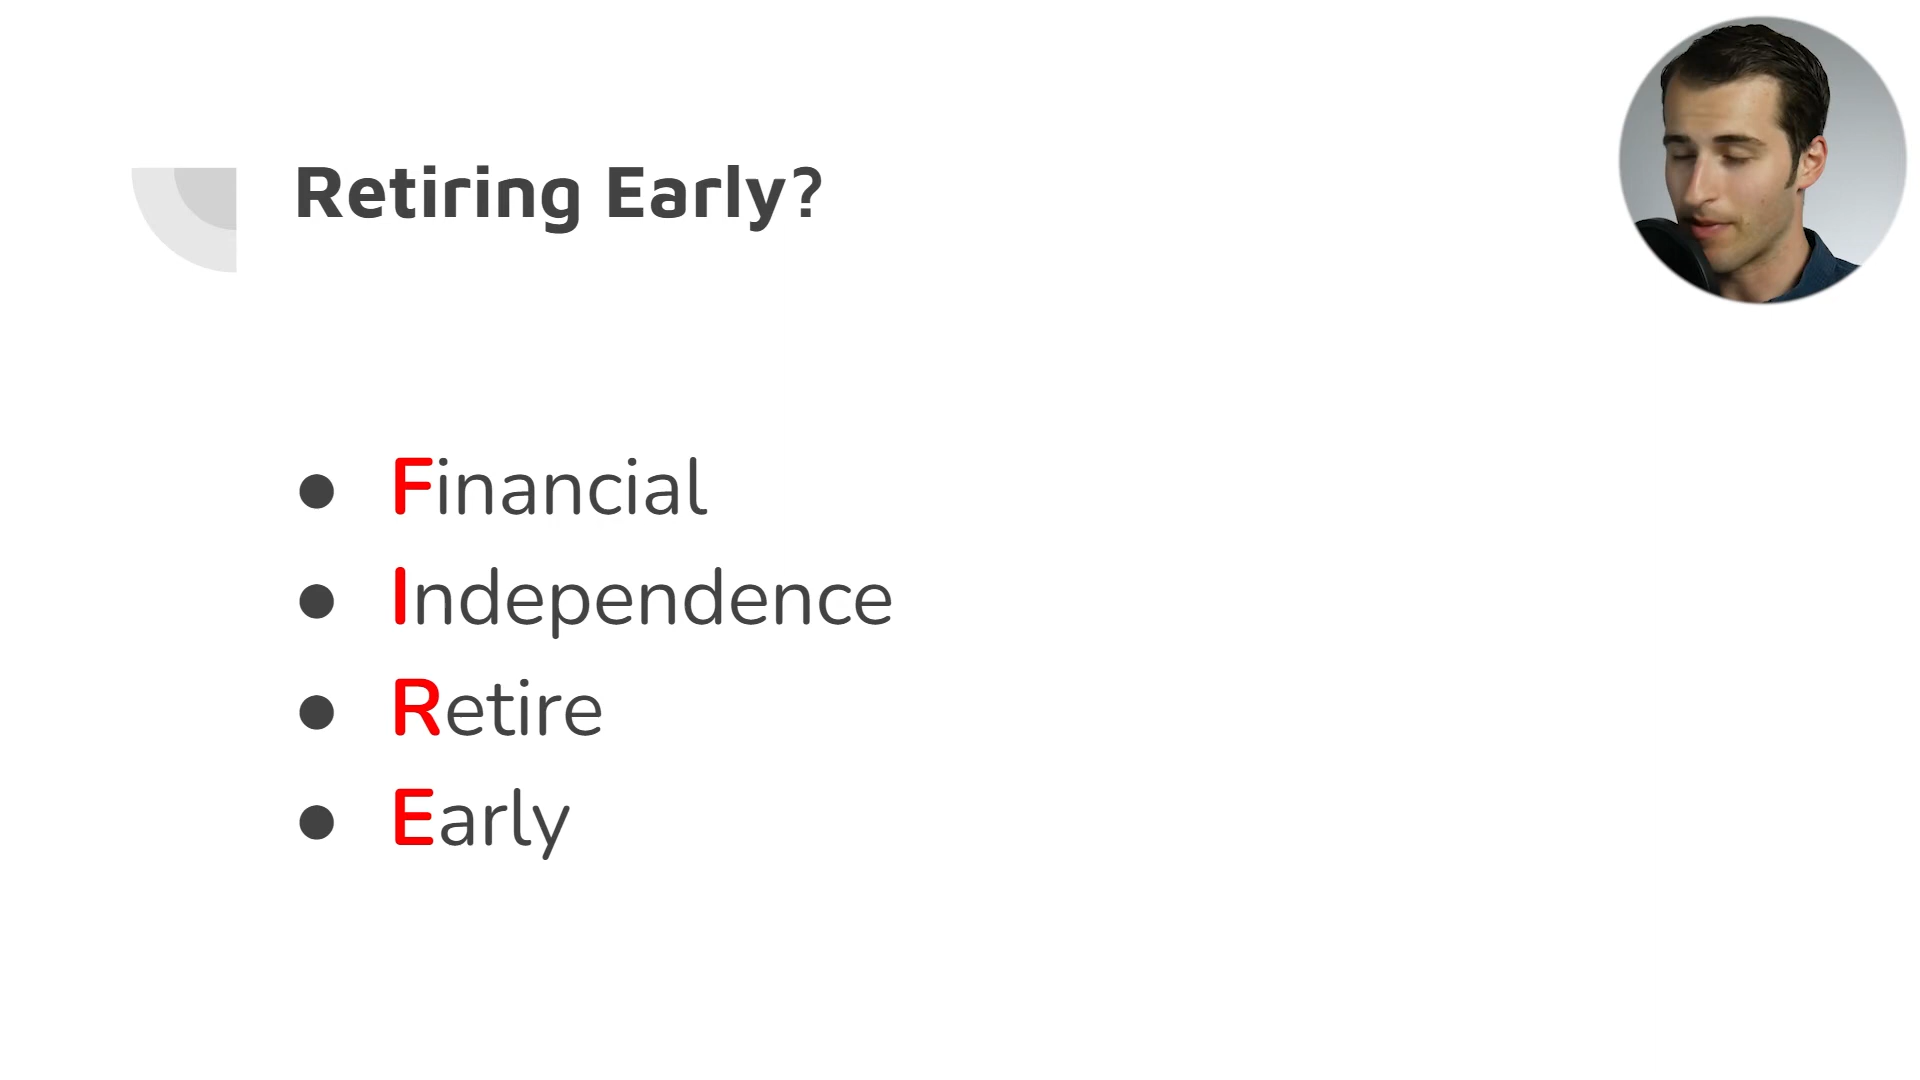 Retiring Early?
● Financial
● Independence
● Retire
● Early